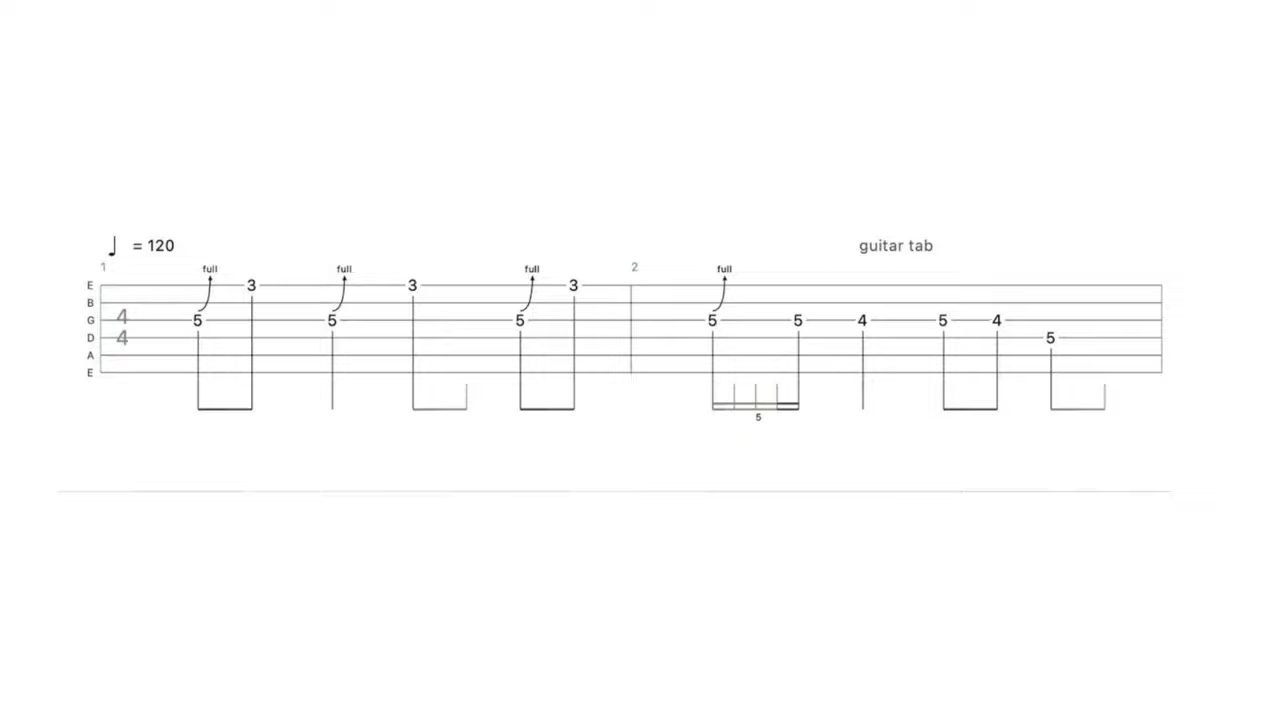 ♩ = 120 guitar tab
1 full full full 2 full
E 3 3 3
B
G 5 5 5 5 5 4 5 4
4
4
D 5
A
E
5